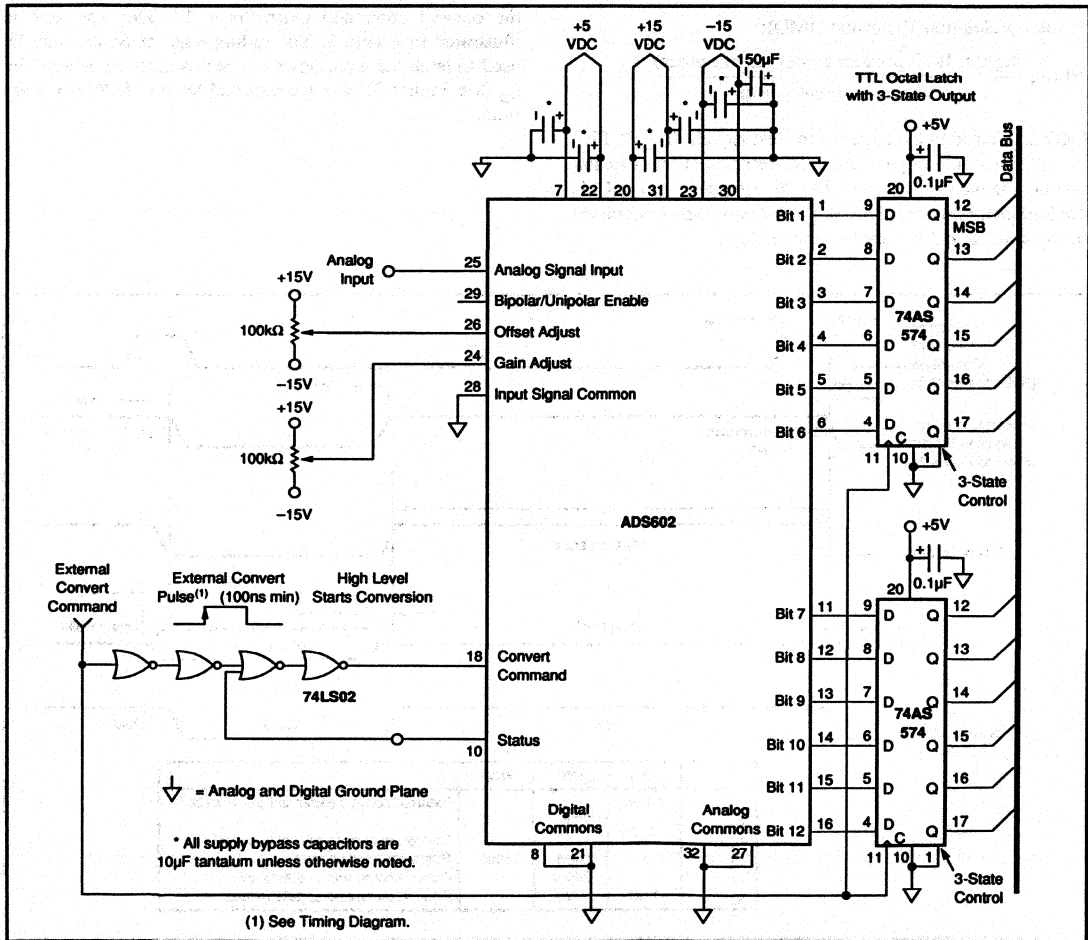 +5
VDC
+15
VDC
–15
VDC
150µF
TTL Octal Latch
with 3-State Output
+5V
0.1µF
Data Bus
* + * + * + * + * +
7 22 20 31 23 30
20
Bit 1 1 9 D Q 12
MSB
Bit 2 2 8 D Q 13
Bit 3 3 7 D Q 14
74AS
574
Bit 4 4 6 D Q 15
Bit 5 5 5 D Q 16
Bit 6 6 4 D Q 17
C
11 10 1
3-State
Control
Analog
Input
25 Analog Signal Input
29 Bipolar/Unipolar Enable
26 Offset Adjust
24 Gain Adjust
28 Input Signal Common
+15V
100kΩ
–15V
+15V
100kΩ
–15V
ADS602
+5V
0.1µF
20
External
Convert
Command
External Convert
Pulse(1) (100ns min)
High Level
Starts Conversion
74LS02
18 Convert
Command
Status
10
Bit 7 11 9 D Q 12
Bit 8 12 8 D Q 13
Bit 9 13 7 D Q 14
74AS
574
Bit 10 14 6 D Q 15
Bit 11 15 5 D Q 16
Bit 12 16 4 D Q 17
C
11 10 1
3-State
Control
= Analog and Digital Ground Plane
* All supply bypass capacitors are
10µF tantalum unless otherwise noted.
Digital
Commons
8 21
Analog
Commons
32 27
(1) See Timing Diagram.